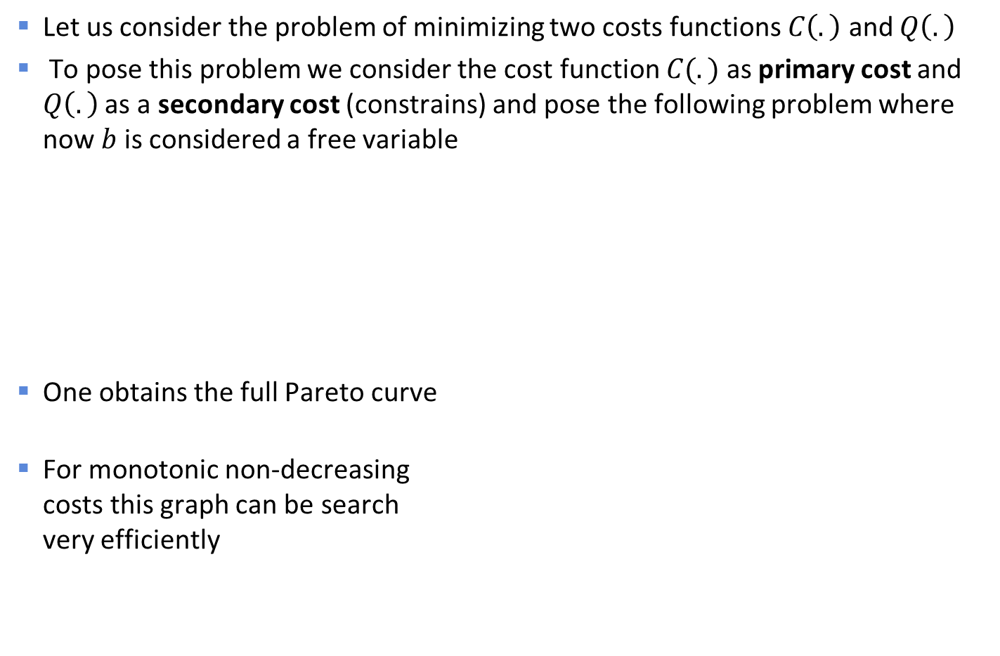 ▪ Let us consider the problem of minimizing two costs functions C(.) and Q(.)
▪ To pose this problem we consider the cost function C(.) as primary cost and
Q(.) as a secondary cost (constrains) and pose the following problem where
now b is considered a free variable
▪ One obtains the full Pareto curve
▪ For monotonic non-decreasing
costs this graph can be search
very efficiently